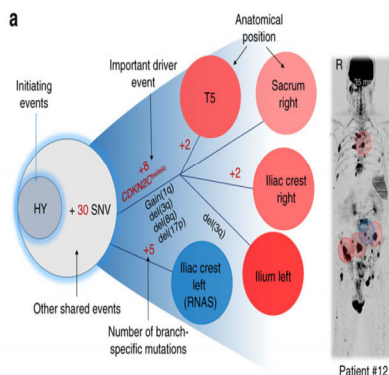 a
Anatomical
position
Important driver
event
Initiating
events
T5
Sacrum
right
+2
+8
Gain(1q)
del(3q)
del(8q)
del(17p)
+2
Iliac crest
right
HY
+ 30 SNV
del(3q)
+5
Iliac crest
left
(RNAS)
Ilium left
Other shared events
Number of branch-
specific mutations
R
Patient #12